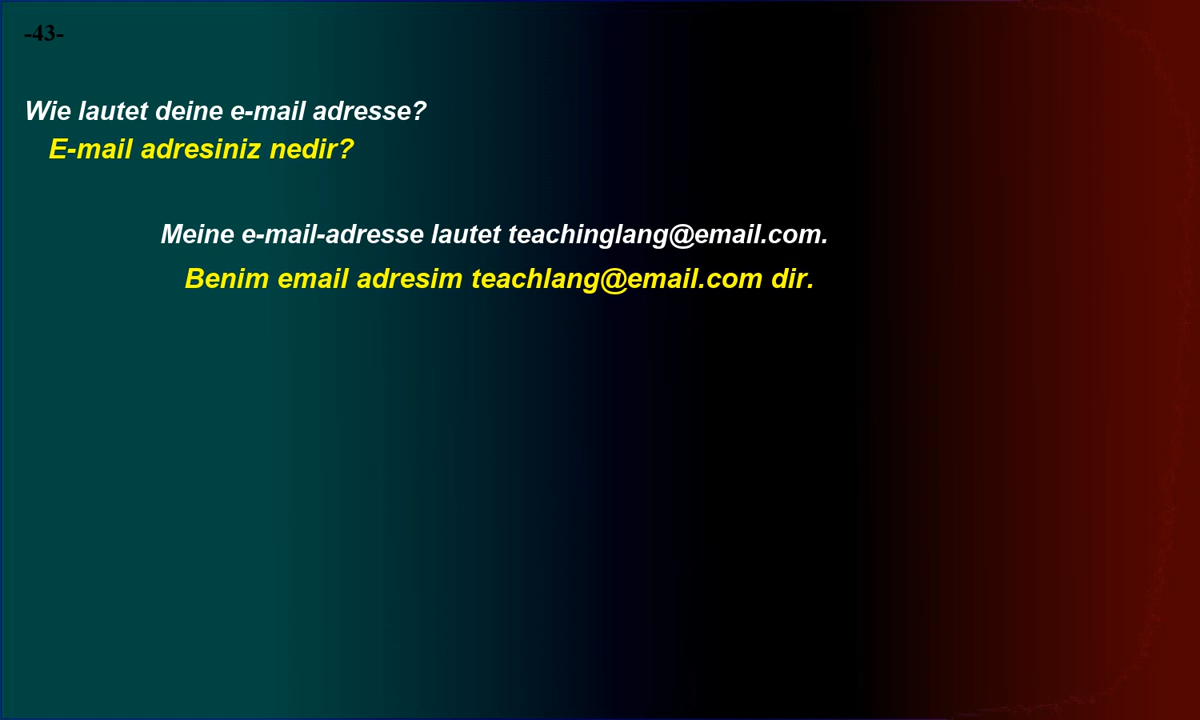 -43-
Wie lautet deine e-mail adresse?
E-mail adresiniz nedir?
Meine e-mail-adresse lautet teachinglang@email.com.
Benim email adresim teachlang@email.com dir.